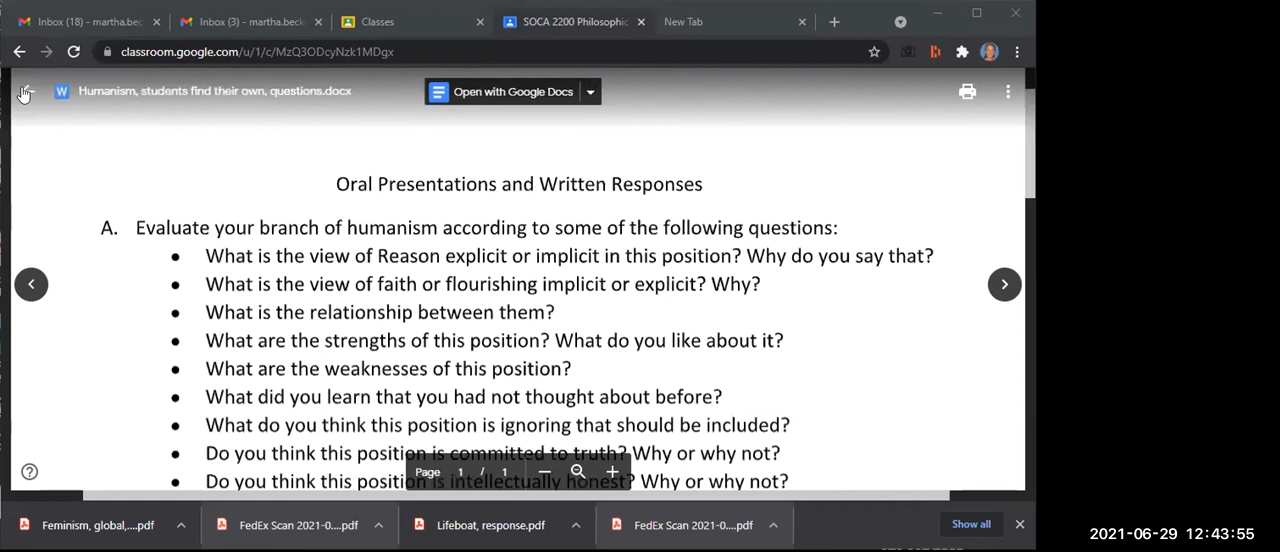 Inbox (18) - martha.bec
Inbox (3) - martha.beck
Classes
SOCA 2200 Philosophic
New Tab
classroom.google.com/u/1/c/MzQ3ODcyNzk1MDgx
W
Humanism, students find their own, questions.docx
Open with Google Docs
Oral Presentations and Written Responses
A. Evaluate your branch of humanism according to some of the following questions:
• What is the view of Reason explicit or implicit in this position? Why do you say that?
• What is the view of faith or flourishing implicit or explicit? Why?
• What is the relationship between them?
• What are the strengths of this position? What do you like about it?
• What are the weaknesses of this position?
• What did you learn that you had not thought about before?
• What do you think this position is ignoring that should be included?
• Do you think this position is committed to truth? Why or why not?
Page 1 / 1
• Do you think this position is intellectually honest? Why or why not?
Feminism, global,....pdf
FedEx Scan 2021-0....pdf
Lifeboat, response.pdf
FedEx Scan 2021-0....pdf
Show all
2021-06-29 12:43:55